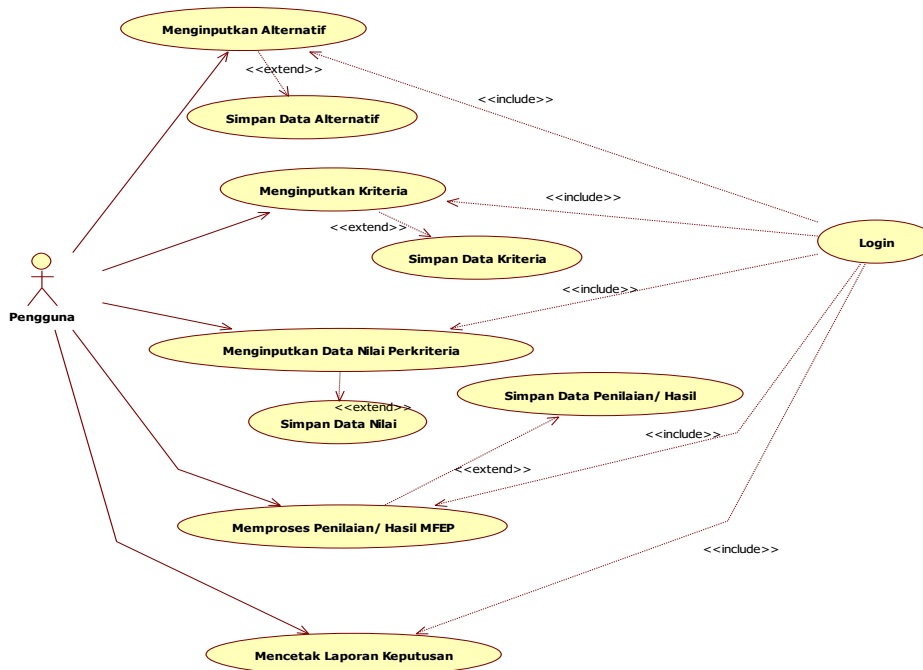 Menginputkan Alternatif
<<extend>>
<<include>>
Simpan Data Alternatif
Menginputkan Kriteria
<<include>>
<<extend>>
Login
Simpan Data Kriteria
Pengguna
<<include>>
Menginputkan Data Nilai Perkriteria
Simpan Data Penilaian/ Hasil
<<extend>>
Simpan Data Nilai
<<include>>
<<extend>>
Memproses Penilaian/ Hasil MFEP
<<include>>
Mencetak Laporan Keputusan